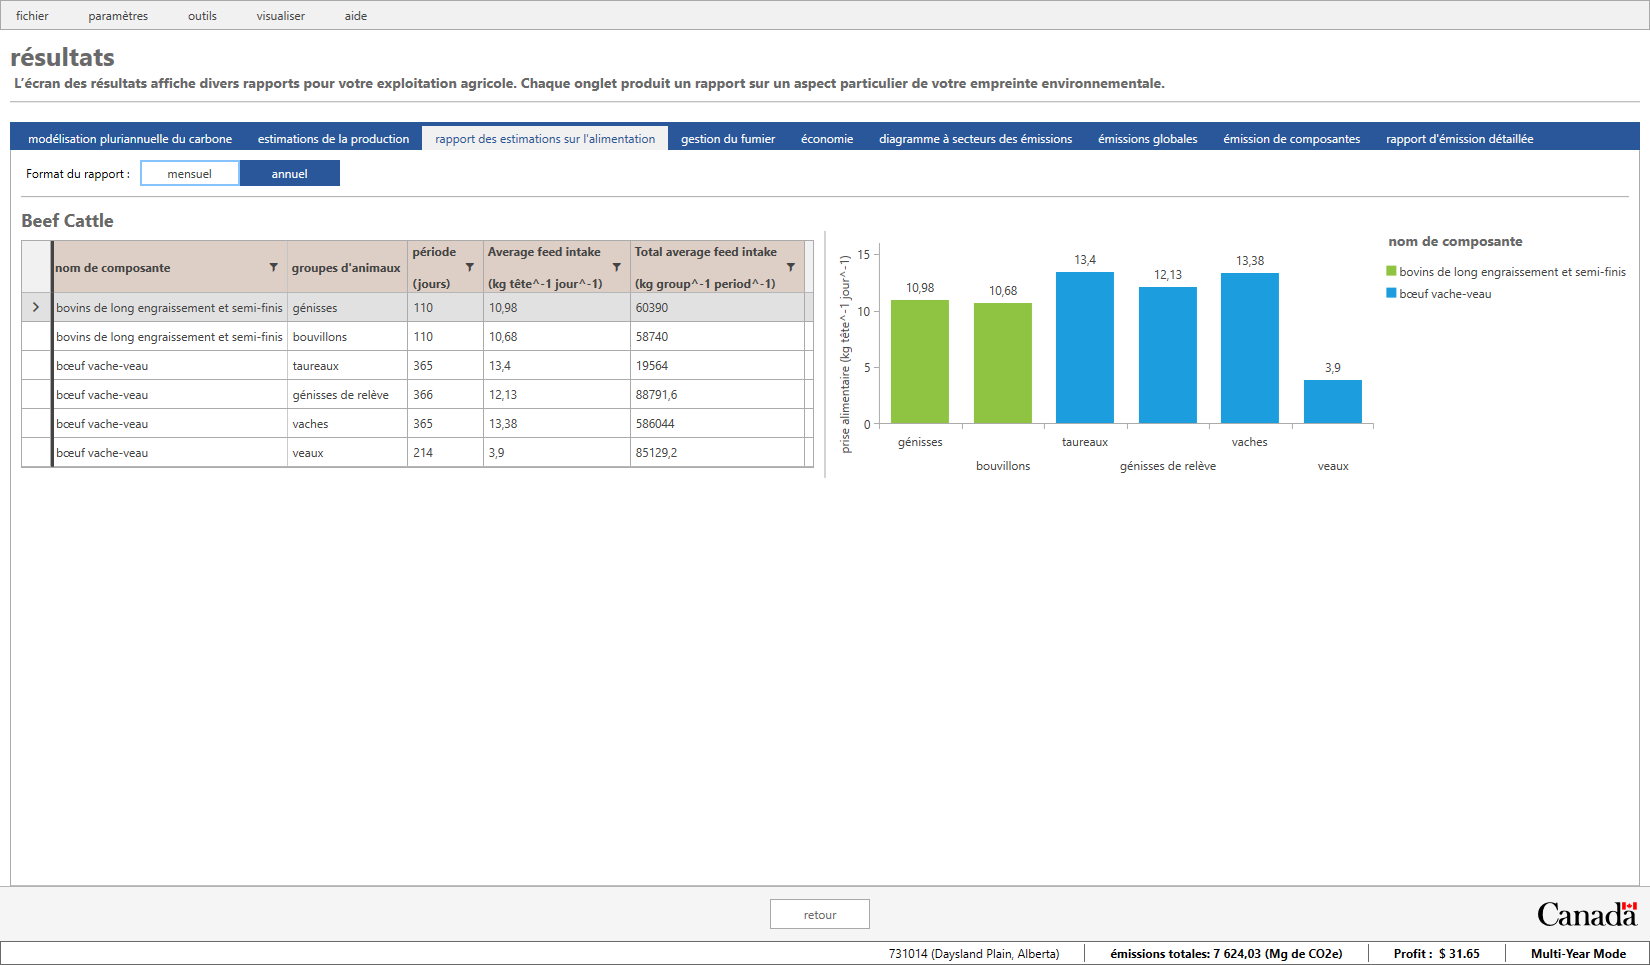 fichier paramètres outils visualiser aide
résultats
L'écran des résultats affiche divers rapports pour votre exploitation agricole. Chaque onglet produit un rapport sur un aspect particulier de votre empreinte environnementale.
modélisation pluriannuelle du carbone estimations de la production rapport des estimations sur l'alimentation gestion du fumier économie diagramme à secteurs des émissions émissions globales émission de composantes rapport d'émission détaillée
Format du rapport : mensuel annuel
Beef Cattle
nom de composante groupes d'animaux période (jours) Average feed intake (kg tête^-1 jour^-1) Total average feed intake (kg group^-1 period^-1)
bovins de long engraissement et semi-finis génisses 110 10,98 60390
bovins de long engraissement et semi-finis bouvillons 110 10,68 58740
bœuf vache-veau taureaux 365 13,4 19564
bœuf vache-veau génisses de relève 366 12,13 88791,6
bœuf vache-veau vaches 365 13,38 586044
bœuf vache-veau veaux 214 3,9 85129,2
prise alimentaire (kg tête^-1 jour^-1)
15
10
5
0
10,98 10,68 13,4 12,13 13,38 3,9
génisses taureaux vaches
bouvillons génisses de relève veaux
nom de composante
bovins de long engraissement et semi-finis
bœuf vache-veau
retour
Canada
731014 (Daysland Plain, Alberta) émissions totales: 7 624,03 (Mg de CO2e) Profit : $ 31.65 Multi-Year Mode